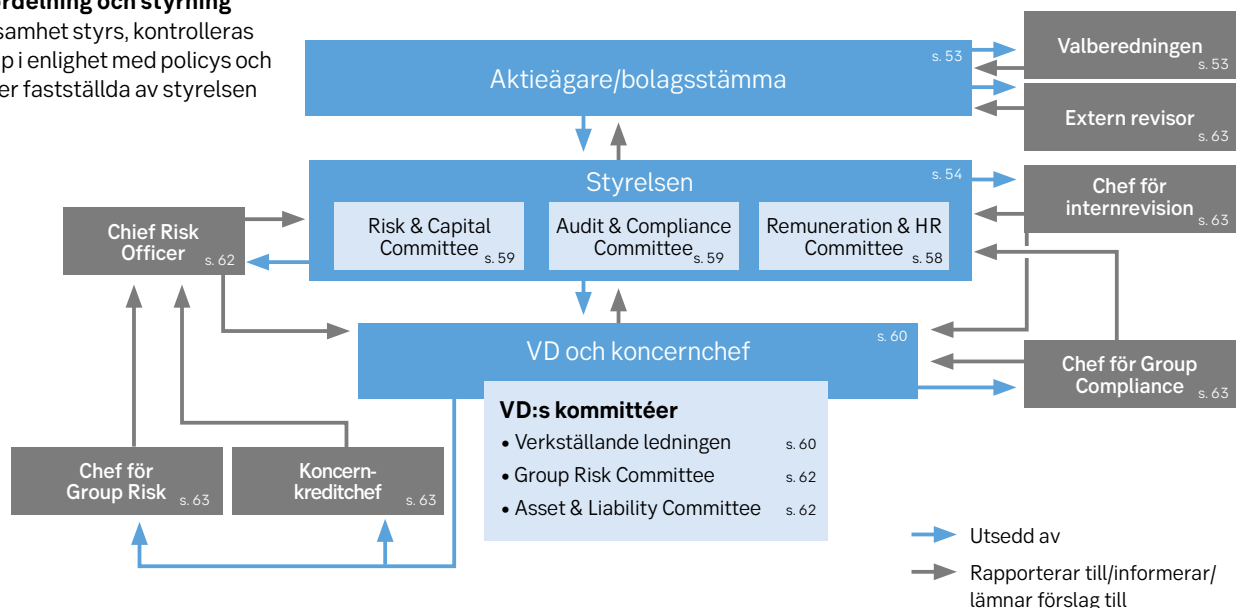 samhet styrs, kontrolleras
p i enlighet med policys och
er fastställda av styrelsen
Aktieägare/bolagsstämma
s. 53
Valberedningen
s. 53
Extern revisor
s. 63
Styrelsen
s. 54
Risk & Capital
Committee
s. 59
Audit & Compliance
Committee
s. 59
Remuneration & HR
Committee
s. 58
Chef för
internrevision
s. 63
Chief Risk
Officer
s. 62
VD och koncernchef
s. 60
Chef för Group
Compliance
s. 63
VD:s kommittéer
• Verkställande ledningen s. 60
• Group Risk Committee s. 62
• Asset & Liability Committee s. 62
Chef för
Group Risk
s. 63
Koncern-
kreditchef
s. 63
Utsedd av
Rapporterar till/informerar/
lämnar förslag till